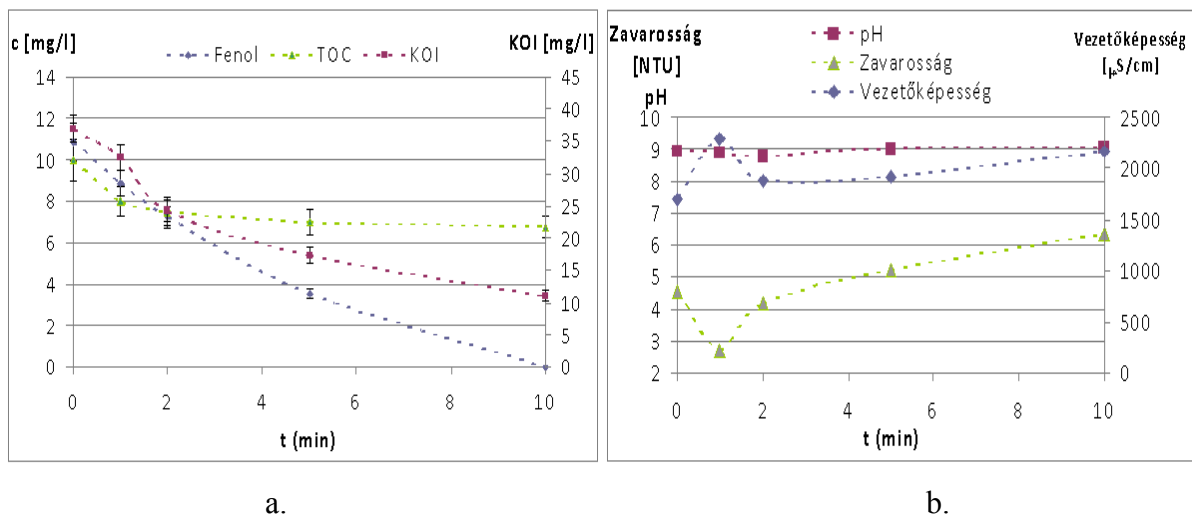 c [mg/l]
KOI [mg/l]
Fenol TOC KOI
14
12
10
8
6
4
2
0
45
40
35
30
25
20
15
10
5
0
0 2 4 6 8 10
t (min)
a.
Zavarosság
[NTU]
pH
pH
Zavarosság
Vezetőképesség
Vezetőképesség
[µS/cm]
10
9
8
7
6
5
4
3
2
2500
2000
1500
1000
500
0
0 2 4 6 8 10
t (min)
b.